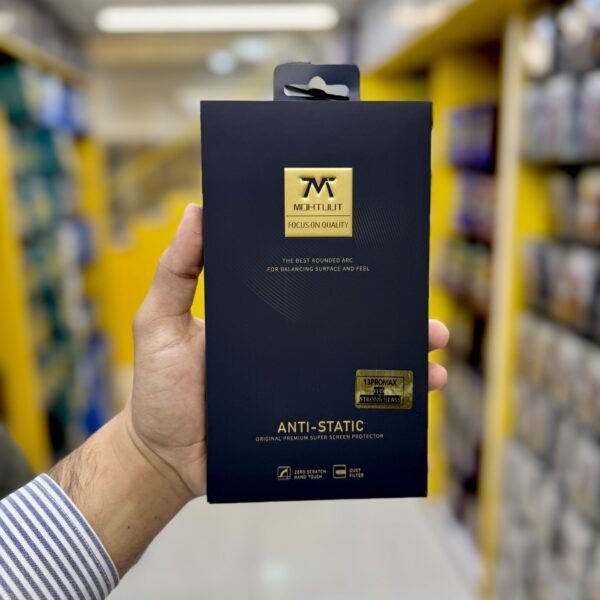 MOHTUUT
FOCUS ON QUALITY
THE BEST ROUNDED ARC
FOR BALANCING SURFACE AND FEEL
13PROMAX
STRONG GLASS
ANTI-STATIC
ORIGINAL PREMIUM SUPER SCREEN PROTECTOR
ZERO SCRATCH
HAND TOUCH
DUST
FILTER